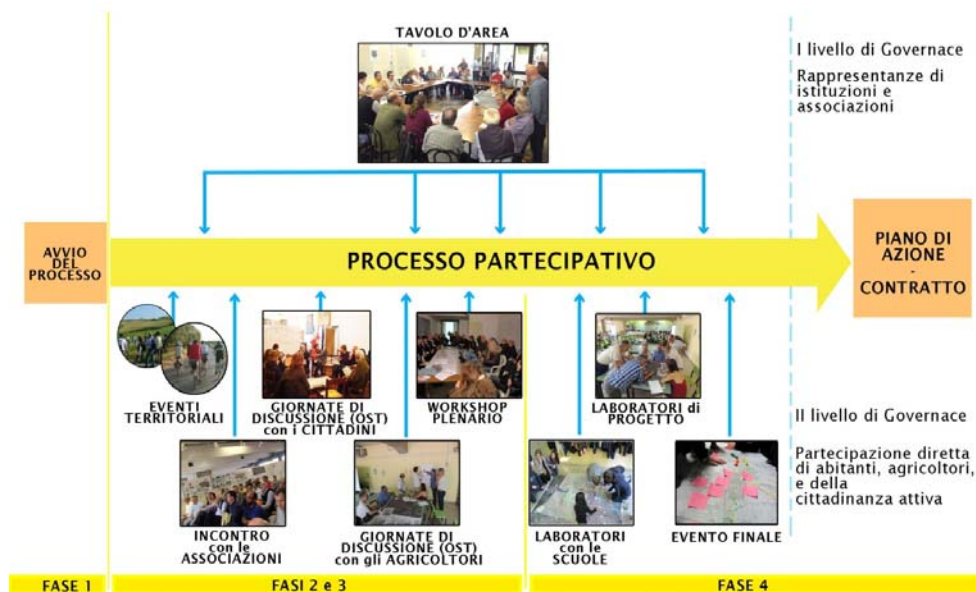 TAVOLO D'AREA
I livello di Governace
Rappresentanze di
istituzioni e
associazioni
AVVIO
DEL
PROCESSO
PROCESSO PARTECIPATIVO
PIANO DI
AZIONE
-
CONTRATTO
EVENTI
TERRITORIALI
GIORNATE DI
DISCUSSIONE (OST)
con i CITTADINI
WORKSHOP
PLENARIO
LABORATORI di
PROGETTO
II livello di Governace
Partecipazione diretta
di abitanti, agricoltori,
e della
cittadinanza attiva
INCONTRO
con le
ASSOCIAZIONI
GIORNATE DI
DISCUSSIONE (OST)
con gli AGRICOLTORI
LABORATORI
con le
SCUOLE
EVENTO FINALE
FASE 1
FASI 2 e 3
FASE 4